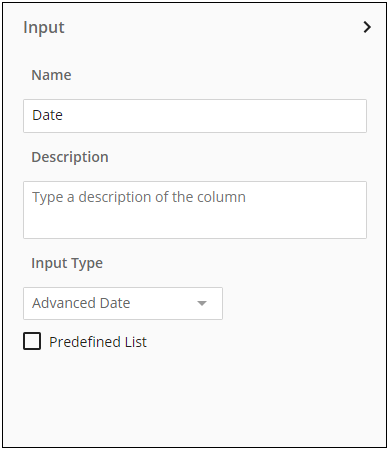 Input
Name
Date
Description
Type a description of the column
Input Type
Advanced Date
Predefined List